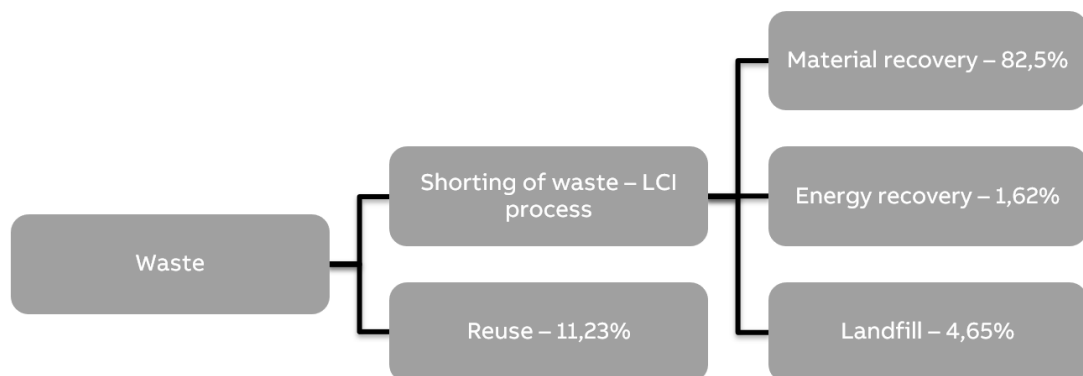 Waste
Shorting of waste – LCI
process
Reuse – 11,23%
Material recovery – 82,5%
Energy recovery – 1,62%
Landfill – 4,65%